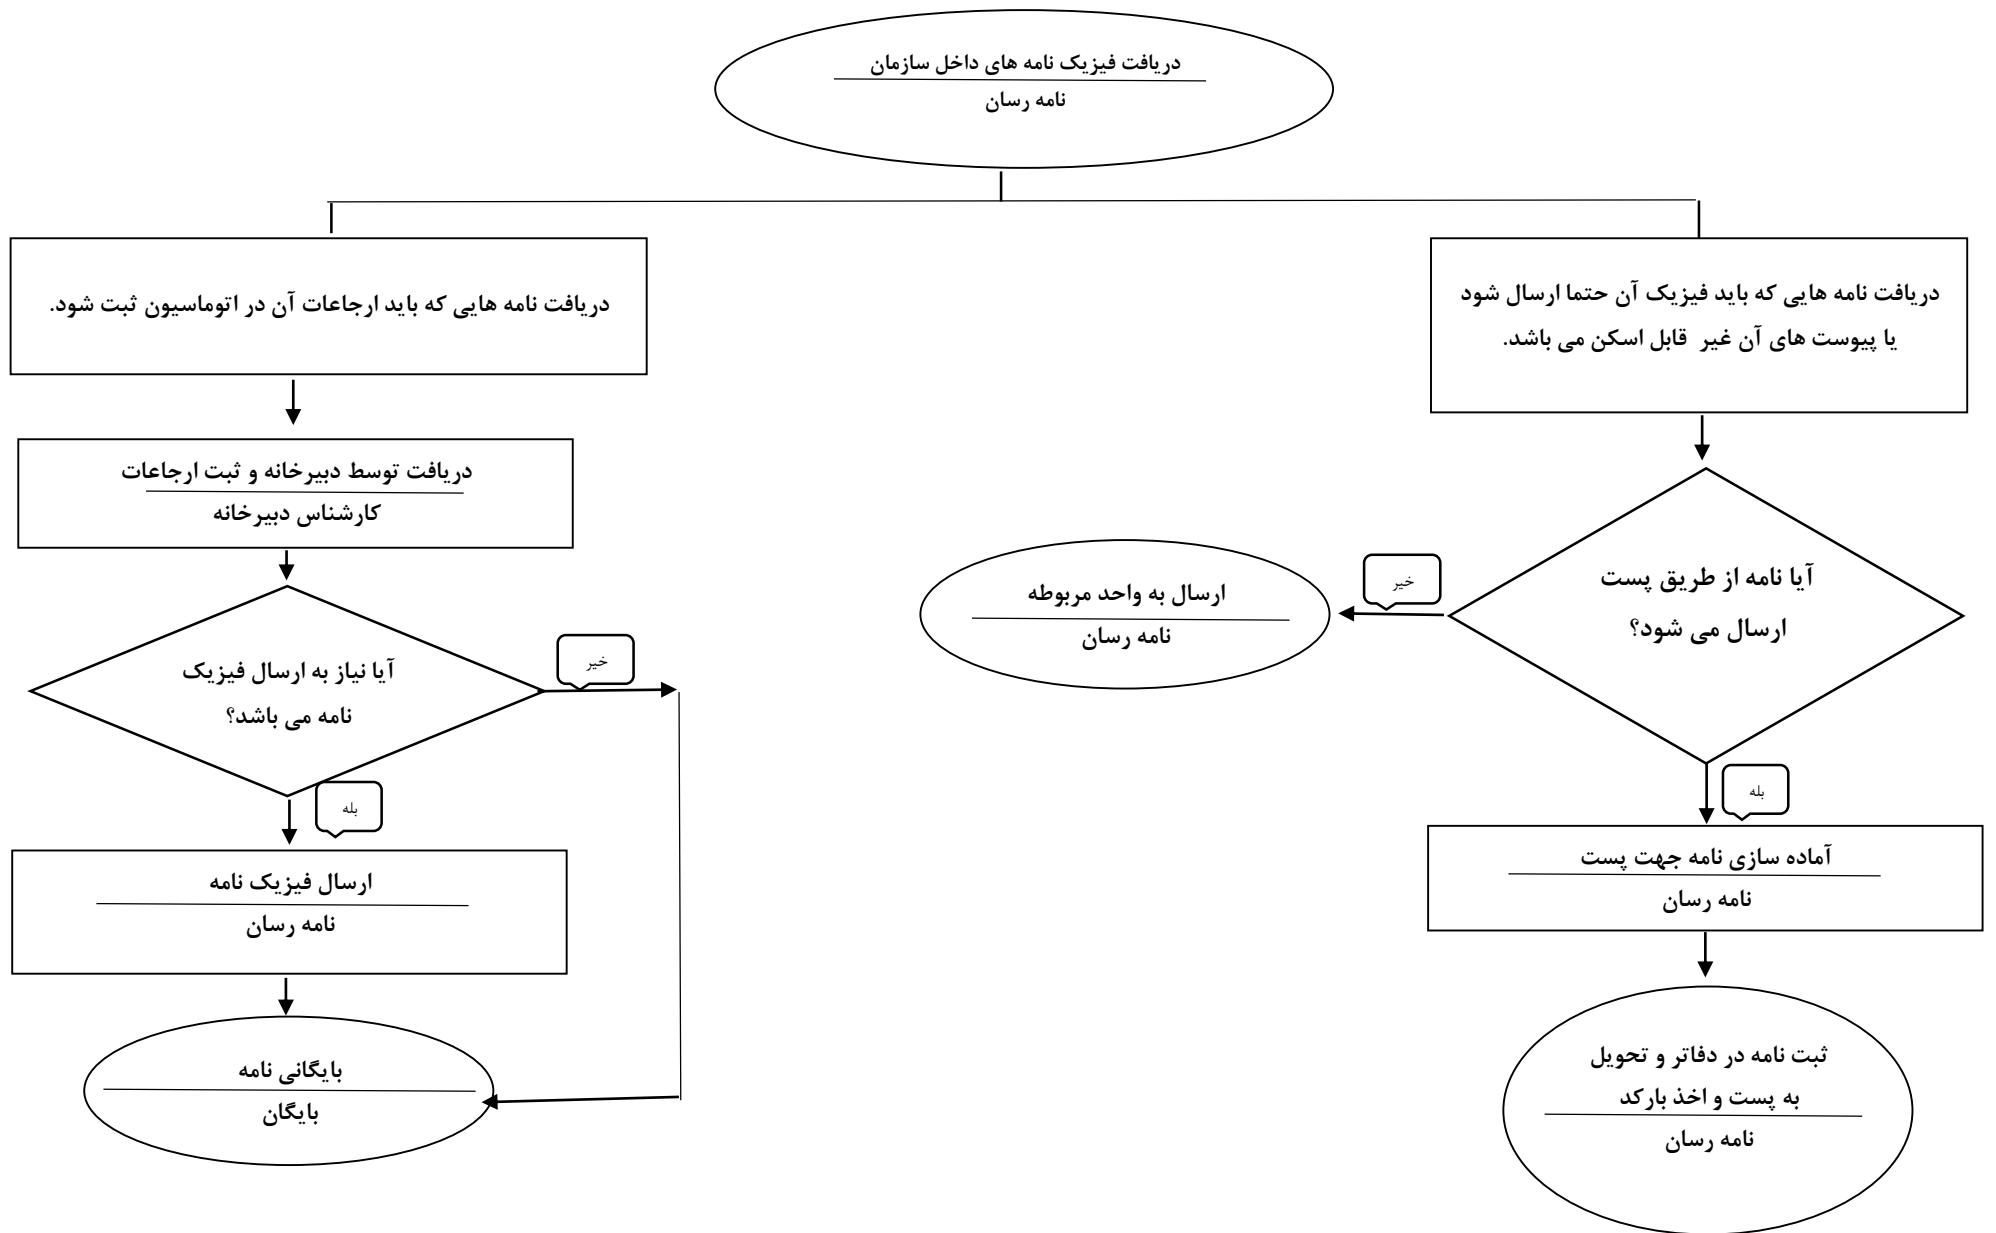 دریافت فیزیک نامه های داخل سازمان
نامه رسان
دریافت نامه هایی که باید فیزیک آن حتما ارسال شود
یا پیوست های آن غیر قابل اسکن می باشد.
آیا نامه از طریق پست
ارسال می شود؟
خیر
ارسال به واحد مربوطه
نامه رسان
بله
آماده سازی نامه جهت پست
نامه رسان
ثبت نامه در دفاتر و تحویل
به پست و اخذ بارکد
نامه رسان
دریافت نامه هایی که باید ارجاعات آن در اتوماسیون ثبت شود.
دریافت توسط دبیرخانه و ثبت ارجاعات
کارشناس دبیرخانه
آیا نیاز به ارسال فیزیک
نامه می باشد؟
خیر
بله
ارسال فیزیک نامه
نامه رسان
بایگانی نامه
بایگان